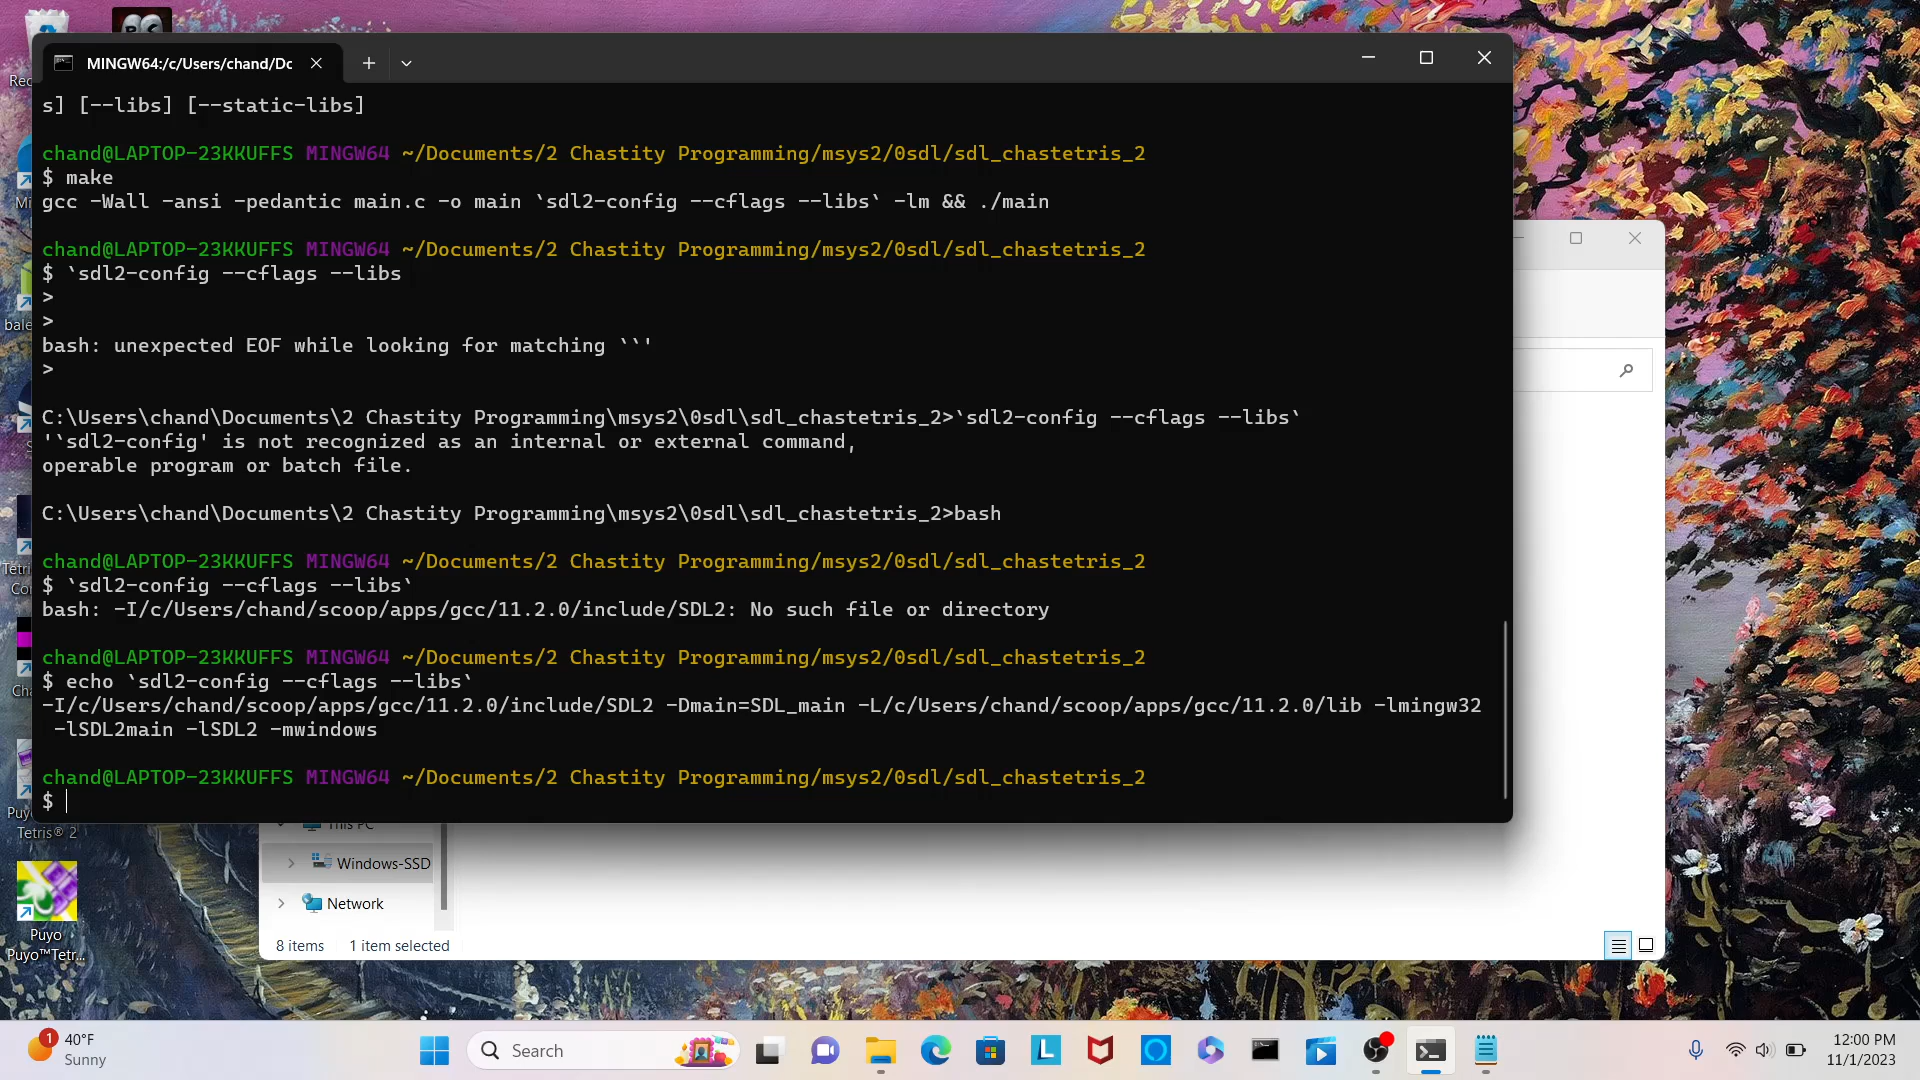 MINGW64:/c/Users/chand/Dc
s] [--libs] [--static-libs]
chand@LAPTOP-23KKUFFS MINGW64 ~/Documents/2 Chastity Programming/msys2/0sdl/sdl_chastetris_2
$ make
gcc -Wall -ansi -pedantic main.c -o main `sdl2-config --cflags --libs` -lm && ./main
chand@LAPTOP-23KKUFFS MINGW64 ~/Documents/2 Chastity Programming/msys2/0sdl/sdl_chastetris_2
$ `sdl2-config --cflags --libs
>
>
bash: unexpected EOF while looking for matching ``'
>
C:\Users\chand\Documents\2 Chastity Programming\msys2\0sdl\sdl_chastetris_2>`sdl2-config --cflags --libs`
'`sdl2-config' is not recognized as an internal or external command,
operable program or batch file.
C:\Users\chand\Documents\2 Chastity Programming\msys2\0sdl\sdl_chastetris_2>bash
chand@LAPTOP-23KKUFFS MINGW64 ~/Documents/2 Chastity Programming/msys2/0sdl/sdl_chastetris_2
$ `sdl2-config --cflags --libs`
bash: -I/c/Users/chand/scoop/apps/gcc/11.2.0/include/SDL2: No such file or directory
chand@LAPTOP-23KKUFFS MINGW64 ~/Documents/2 Chastity Programming/msys2/0sdl/sdl_chastetris_2
$ echo `sdl2-config --cflags --libs`
-I/c/Users/chand/scoop/apps/gcc/11.2.0/include/SDL2 -Dmain=SDL_main -L/c/Users/chand/scoop/apps/gcc/11.2.0/lib -lmingw32
-lSDL2main -lSDL2 -mwindows
chand@LAPTOP-23KKUFFS MINGW64 ~/Documents/2 Chastity Programming/msys2/0sdl/sdl_chastetris_2
$
This PC
Windows-SSD
Network
8 items 1 item selected
Tetris® 2
Puyo
Puyo™Tetr...
1
40°F
Sunny
Search
12:00 PM
11/1/2023